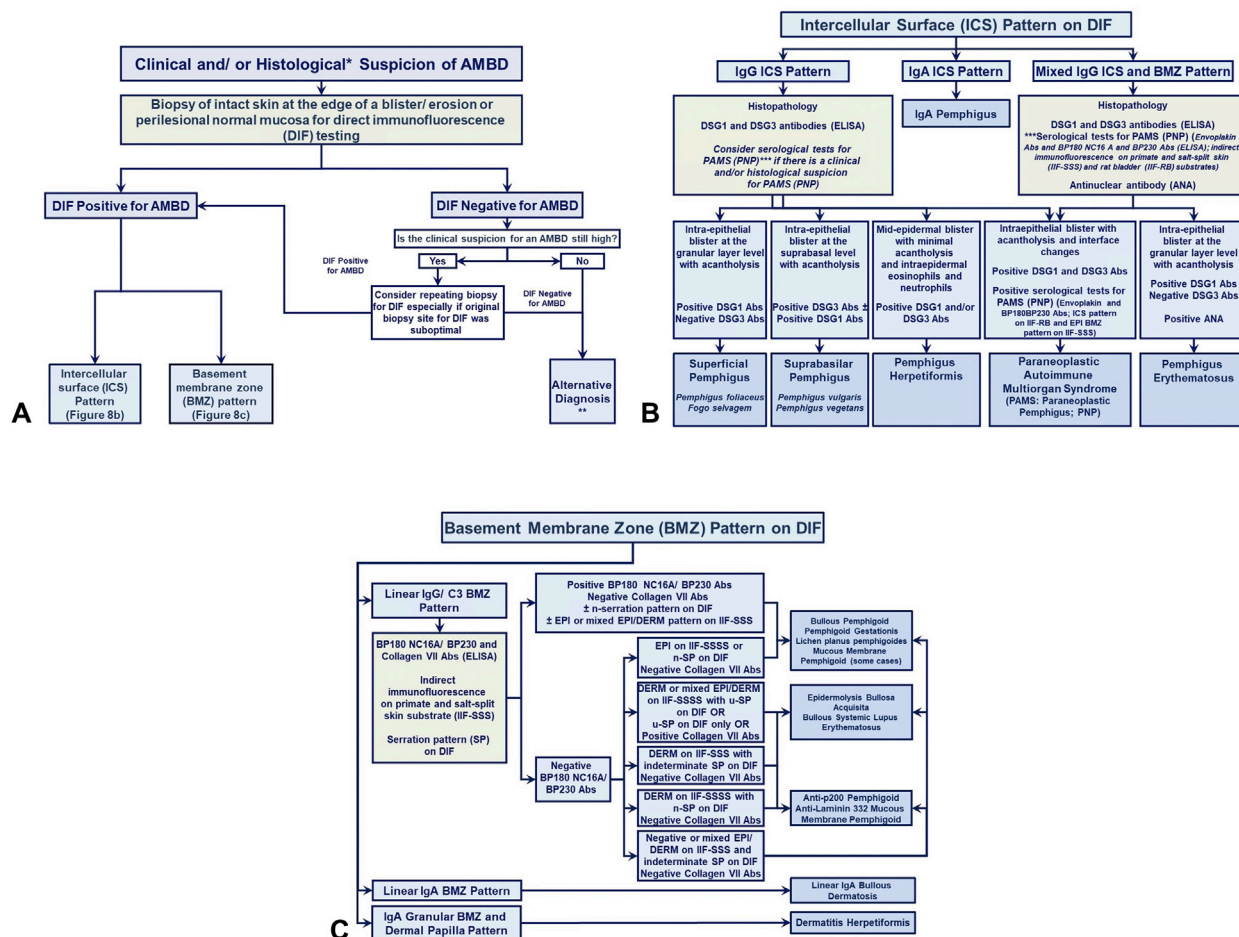 Clinical and/ or Histological* Suspicion of AMBD
Biopsy of intact skin at the edge of a blister/ erosion or
perilesional normal mucosa for direct immunofluorescence
(DIF) testing
DIF Positive for AMBD
DIF Negative for AMBD
Is the clinical suspicion for an AMBD still high?
Yes
No
DIF Positive
for AMBD
Consider repeating biopsy
for DIF especially if original
biopsy site for DIF was
suboptimal
DIF Negative
for AMBD
Intercellular
surface (ICS)
Pattern
(Figure 8b)
Basement
membrane zone
(BMZ) pattern
(Figure 8c)
Alternative
Diagnosis
**
A
Intercellular Surface (ICS) Pattern on DIF
IgG ICS Pattern
IgA ICS Pattern
Mixed IgG ICS and BMZ Pattern
Histopathology
DSG1 and DSG3 antibodies (ELISA)
Consider serological tests for
PAMS (PNP)*** if there is a clinical
and/or histological suspicion
for PAMS (PNP)
IgA Pemphigus
Histopathology
DSG1 and DSG3 antibodies (ELISA)
***Serological tests for PAMS (PNP) (Envoplakin
Abs and BP180 NC16 A and BP230 Abs (ELISA); indirect
immunofluorescence on primate and salt-split skin
(IIF-SSS) and rat bladder (IIF-RB) substrates)
Antinuclear antibody (ANA)
Intra-epithelial
blister at the
granular layer level
with acantholysis
Positive DSG1 Abs
Negative DSG3 Abs
Intra-epithelial
blister at the
suprabasal level
with acantholysis
Positive DSG3 Abs ±
Positive DSG1 Abs
Mid-epidermal blister
with minimal
acantholysis
and intraepidermal
eosinophils and
neutrophils
Positive DSG1 and/or
DSG3 Abs
Intraepithelial blister with
acantholysis and interface
changes
Positive DSG1 and DSG3 Abs
Positive serological tests for
PAMS (PNP) (Envoplakin and
BP180BP230 Abs; ICS pattern
on IIF-RB and EPI BMZ
pattern on IIF-SSS)
Intra-epithelial
blister at the
granular layer level
with acantholysis
Positive DSG1 Abs
Negative DSG3 Abs
Positive ANA
Superficial
Pemphigus
Pemphigus foliaceus
Fogo selvagem
Suprabasilar
Pemphigus
Pemphigus vulgaris
Pemphigus vegetans
Pemphigus
Herpetiformis
Paraneoplastic
Autoimmune
Multiorgan Syndrome
(PAMS: Paraneoplastic
Pemphigus; PNP)
Pemphigus
Erythematosus
B
Basement Membrane Zone (BMZ) Pattern on DIF
Linear IgG/ C3 BMZ
Pattern
BP180 NC16A/ BP230 and
Collagen VII Abs (ELISA)
Indirect
immunofluorescence
on primate and salt-split
skin substrate (IIF-SSS)
Serration pattern (SP)
on DIF
Positive BP180 NC16A/ BP230 Abs
Negative Collagen VII Abs
± n-serration pattern on DIF
± EPI or mixed EPI/DERM pattern on IIF-SSS
Negative
BP180 NC16A/
BP230 Abs
EPI on IIF-SSSS or
n-SP on DIF
Negative Collagen VII Abs
DERM or mixed EPI/DERM
on IIF-SSSS with u-SP
on DIF OR
u-SP on DIF only OR
Positive Collagen VII Abs
DERM on IIF-SSS with
indeterminate SP on DIF
Negative Collagen VII Abs
DERM on IIF-SSSS with
n-SP on DIF
Negative Collagen VII Abs
Negative or mixed EPI/
DERM on IIF-SSS and
indeterminate SP on DIF
Negative Collagen VII Abs
Bullous Pemphigoid
Pemphigoid Gestationis
Lichen planus pemphigoides
Mucous Membrane
Pemphigoid (some cases)
Epidermolysis Bullosa
Acquisita
Bullous Systemic Lupus
Erythematosus
Anti-p200 Pemphigoid
Anti-Laminin 332 Mucous
Membrane Pemphigoid
Linear IgA BMZ Pattern
Linear IgA Bullous
Dermatosis
IgA Granular BMZ and
Dermal Papilla Pattern
Dermatitis Herpetiformis
C